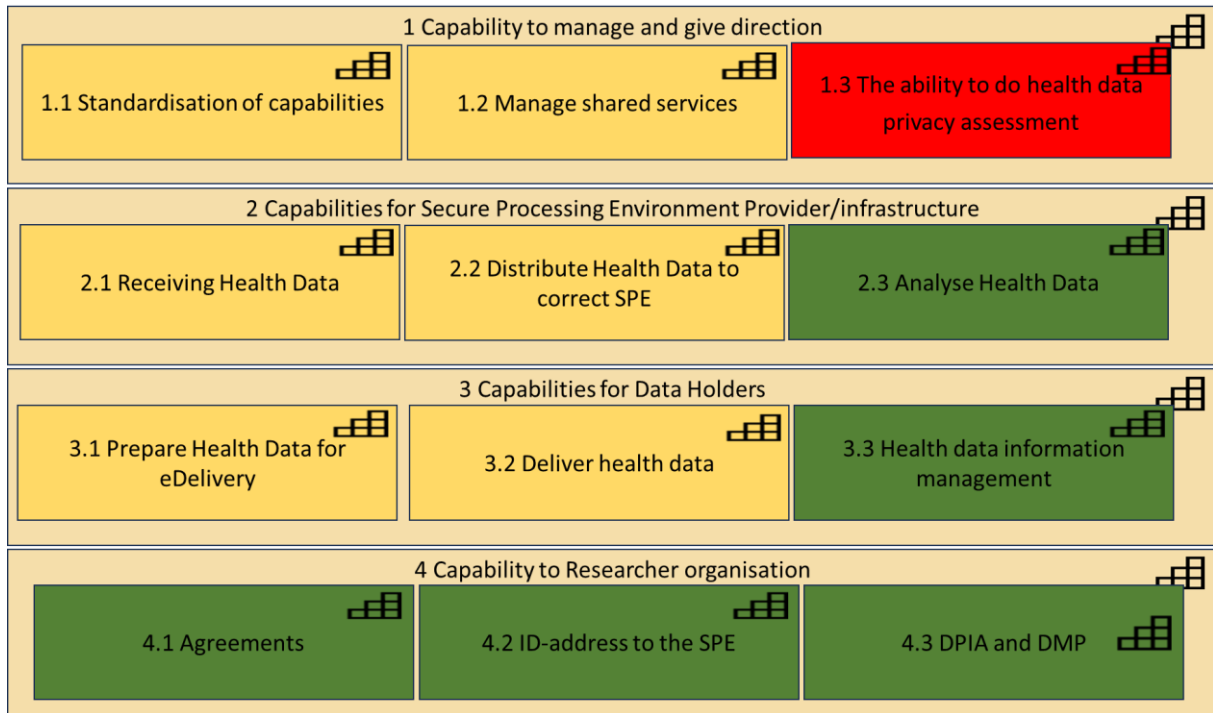 1 Capability to manage and give direction
1.1 Standardisation of capabilities
1.2 Manage shared services
1.3 The ability to do health data
privacy assessment
2 Capabilities for Secure Processing Environment Provider/infrastructure
2.1 Receiving Health Data
2.2 Distribute Health Data to
correct SPE
2.3 Analyse Health Data
3 Capabilities for Data Holders
3.1 Prepare Health Data for
eDelivery
3.2 Deliver health data
3.3 Health data information
management
4 Capability to Researcher organisation
4.1 Agreements
4.2 ID-address to the SPE
4.3 DPIA and DMP